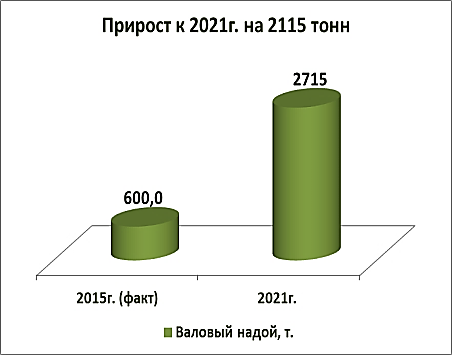 Прирост к 2021г. на 2115 тонн
2715
600,0
2015г. (факт)
2021г.
Валовый надой, т.